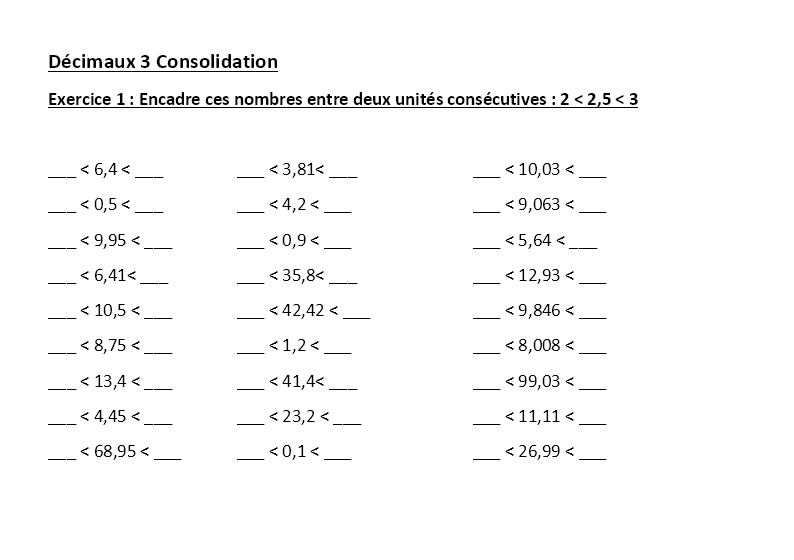 Décimaux 3 Consolidation
Exercice 1 : Encadre ces nombres entre deux unités consécutives : 2 < 2,5 < 3
___ < 6,4 < ___ ___ < 3,81< ___ ___ < 10,03 < ___
___ < 0,5 < ___ ___ < 4,2 < ___ ___ < 9,063 < ___
___ < 9,95 < ___ ___ < 0,9 < ___ ___ < 5,64 < ___
___ < 6,41< ___ ___ < 35,8< ___ ___ < 12,93 < ___
___ < 10,5 < ___ ___ < 42,42 < ___ ___ < 9,846 < ___
___ < 8,75 < ___ ___ < 1,2 < ___ ___ < 8,008 < ___
___ < 13,4 < ___ ___ < 41,4< ___ ___ < 99,03 < ___
___ < 4,45 < ___ ___ < 23,2 < ___ ___ < 11,11 < ___
___ < 68,95 < ___ ___ < 0,1 < ___ ___ < 26,99 < ___